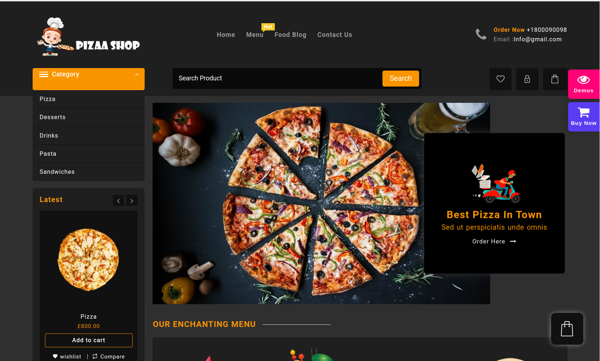 PIZAA SHOP
Home
Menu
Hot
Food Blog
Contact Us
Order Now +1800090098
Email :Info@gmail.com
Category
Search Product
Search
Demos
Buy Now
Pizza
Desserts
Drinks
Pasta
Sandwiches
Latest
Pizza
£800.00
Add to cart
wishlist | Compare
Best Pizza In Town
Sed ut perspiciatis unde omnis
Order Here
OUR ENCHANTING MENU